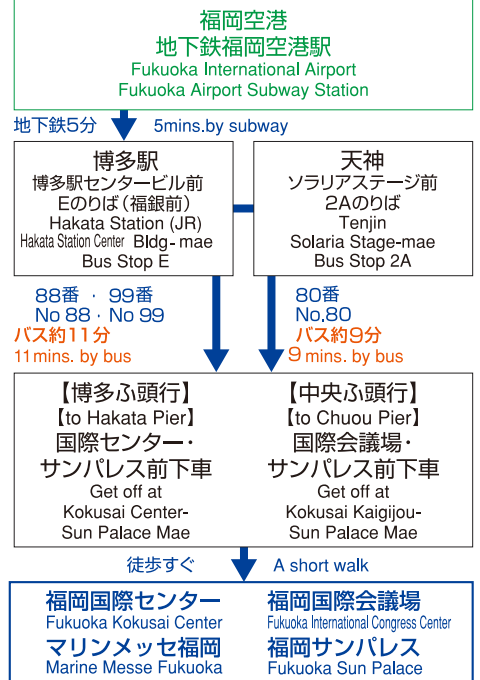 福岡空港
地下鉄福岡空港駅
Fukuoka International Airport
Fukuoka Airport Subway Station
地下鉄5分 5mins.by subway
博多駅
博多駅センタービル前
Eのりば（福銀前）
Hakata Station (JR)
Hakata Station Center Bldg-mae
Bus Stop E
天神
ソラリアステージ前
2Aのりば
Tenjin
Solaria Stage-mae
Bus Stop 2A
88番 · 99番
No 88 · No 99
バス約11分
11mins. by bus
80番
No.80
バス約9分
9 mins. by bus
【博多ふ頭行】
【to Hakata Pier】
国際センター・
サンパレス前下車
Get off at
Kokusai Center-
Sun Palace Mae
【中央ふ頭行】
【to Chuou Pier】
国際会議場・
サンパレス前下車
Get off at
Kokusai Kaigijou-
Sun Palace Mae
徒歩すぐ A short walk
福岡国際センター
Fukuoka Kokusai Center
マリンメッセ福岡
Marine Messe Fukuoka
福岡国際会議場
Fukuoka International Congress Center
福岡サンパレス
Fukuoka Sun Palace